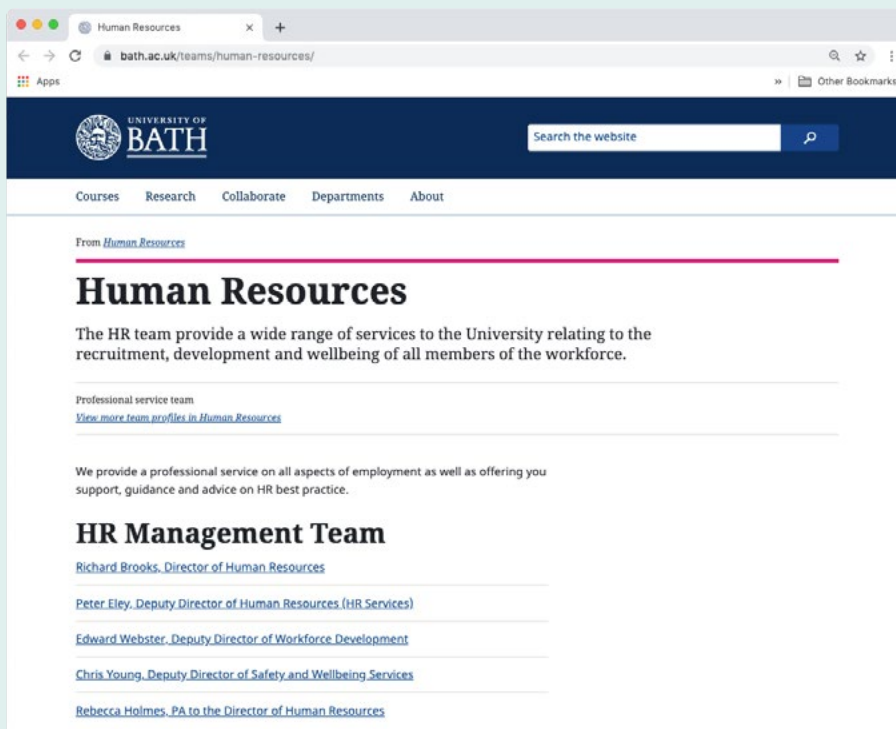 Human Resources
bath.ac.uk/teams/human-resources/
Apps
» Other Bookmarks
UNIVERSITY OF
BATH
Search the website
Courses Research Collaborate Departments About
From Human Resources
Human Resources
The HR team provide a wide range of services to the University relating to the
recruitment, development and wellbeing of all members of the workforce.
Professional service team
View more team profiles in Human Resources
We provide a professional service on all aspects of employment as well as offering you
support, guidance and advice on HR best practice.
HR Management Team
Richard Brooks, Director of Human Resources
Peter Eley, Deputy Director of Human Resources (HR Services)
Edward Webster, Deputy Director of Workforce Development
Chris Young, Deputy Director of Safety and Wellbeing Services
Rebecca Holmes, PA to the Director of Human Resources